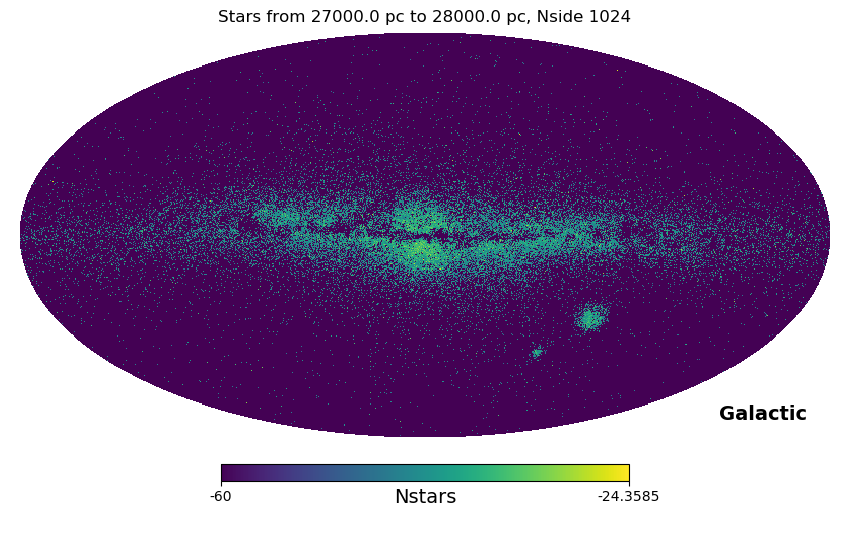 Stars from 27000.0 pc to 28000.0 pc, Nside 1024
Galactic
-60
Nstars
-24.3585